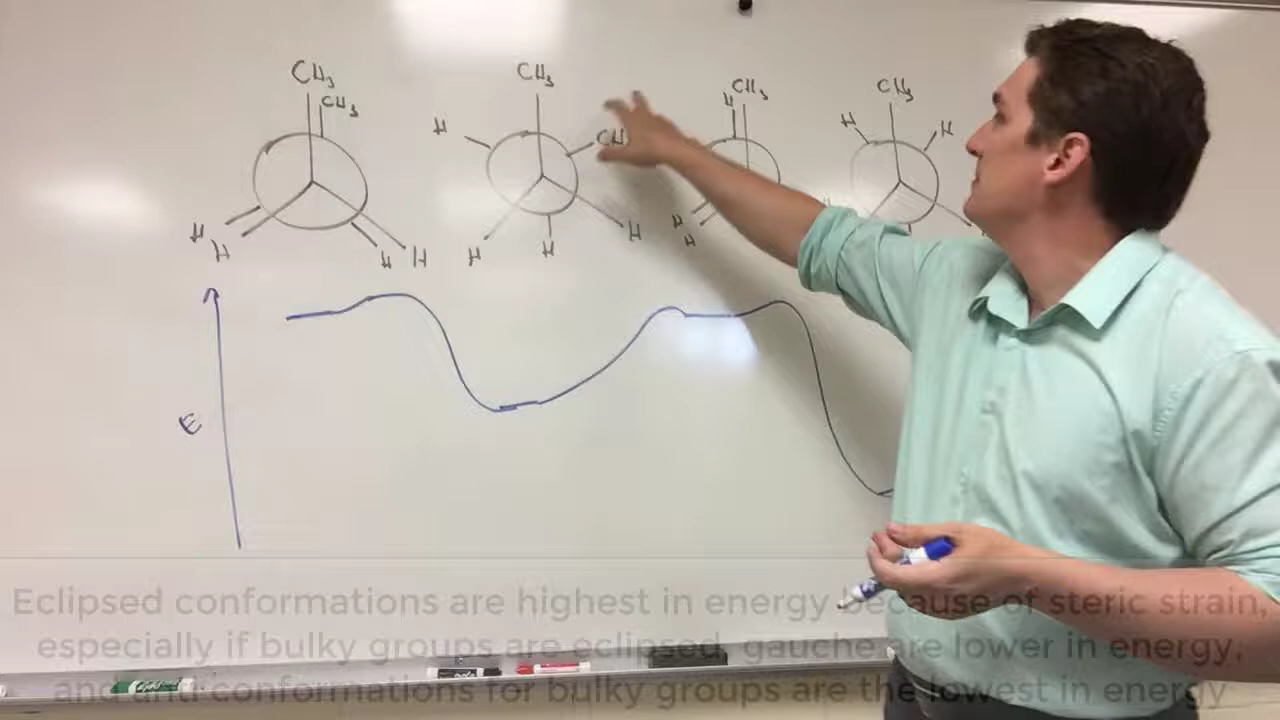 CH₃ CH₃ CH₃ CH₃
CH₃
H H H H
CH
H H H
H H H H H H H
E
Eclipsed conformations are highest in energy because of steric strain,
especially if bulky groups are eclipsed, gauche are lower in energy,
and anti conformations for bulky groups are the lowest in energy